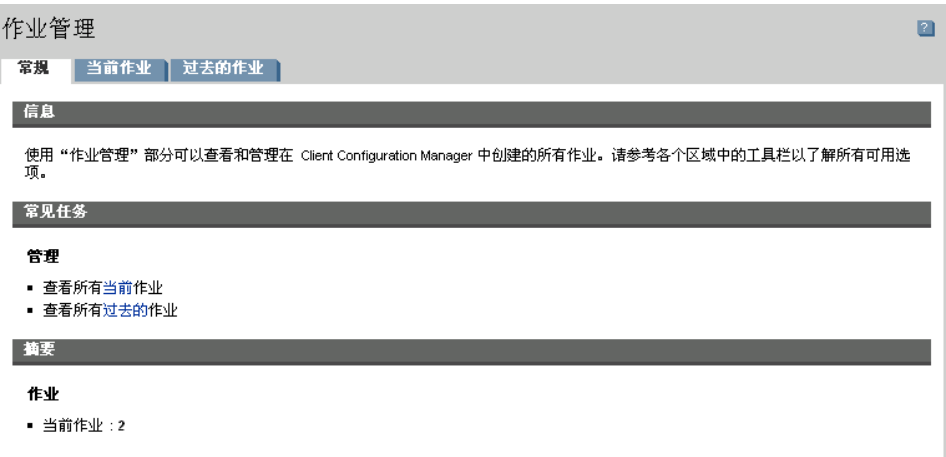 作业管理
?
常规 当前作业 过去的作业
信息
使用“作业管理”部分可以查看和管理在 Client Configuration Manager 中创建的所有作业。请参考各个区域中的工具栏以了解所有可用选
项。
常见任务
管理
▪ 查看所有当前作业
▪ 查看所有过去的作业
摘要
作业
▪ 当前作业：2